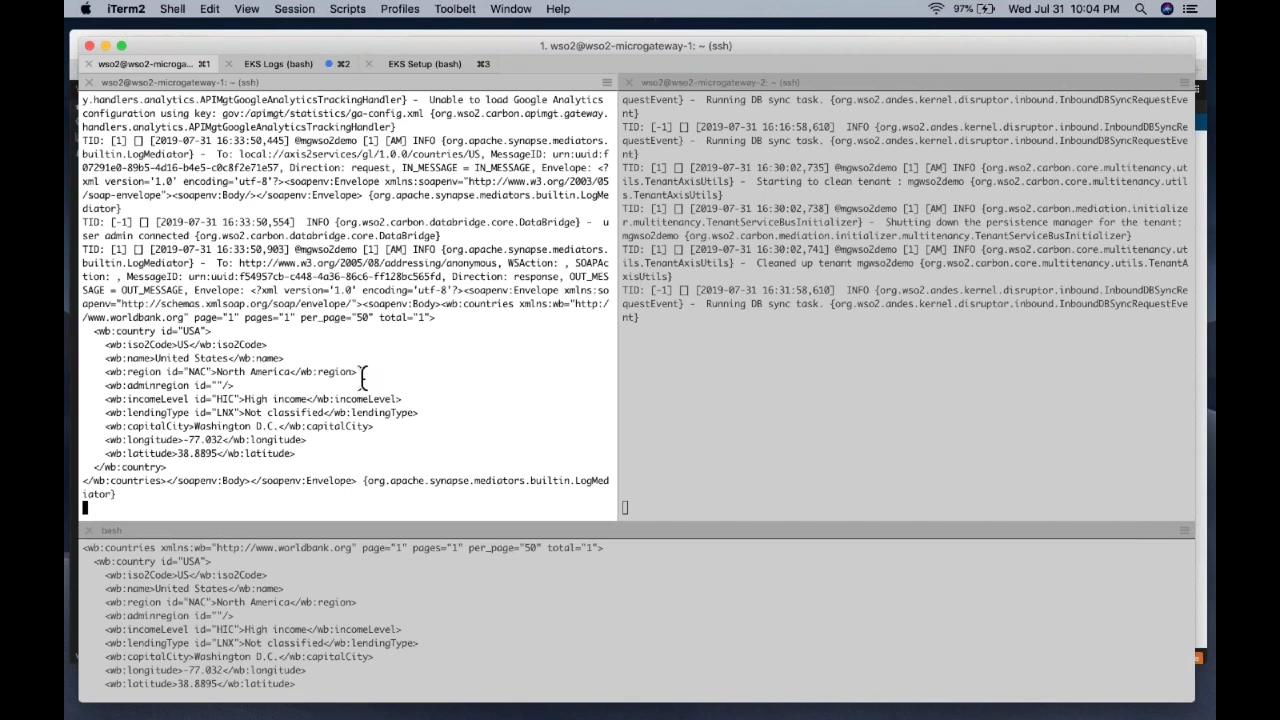 iTerm2 Shell Edit View Session Scripts Profiles Toolbelt Window Help 97% Wed Jul 31 10:04 PM
1. wso2@wso2-microgateway-1: ~ (ssh)
wso2@wso2-microga... ⌘1 EKS Logs (bash) ⌘2 EKS Setup (bash) ⌘3
wso2@wso2-microgateway-1: ~ (ssh)
y.handlers.analytics.APIMgtGoogleAnalyticsTrackingHandler} - Unable to load Google Analytics
configuration using key: gov:/apimgt/statistics/ga-config.xml {org.wso2.carbon.apimgt.gateway.
handlers.analytics.APIMgtGoogleAnalyticsTrackingHandler}
TID: [1] [] [2019-07-31 16:33:50,445] @mgwso2demo [1] [AM] INFO {org.apache.synapse.mediators.
builtin.LogMediator} - To: local://axis2services/gl/1.0.0/countries/US, MessageID: urn:uuid:f
07291e0-89b5-4d16-b4e5-c0c8f2e71e57, Direction: request, IN_MESSAGE = IN_MESSAGE, Envelope: <?
xml version='1.0' encoding='utf-8'?><soapenv:Envelope xmlns:soapenv="http://www.w3.org/2003/05
/soap-envelope"><soapenv:Body/></soapenv:Envelope> {org.apache.synapse.mediators.builtin.LogMe
diator}
TID: [-1] [] [2019-07-31 16:33:50,554] INFO {org.wso2.carbon.databridge.core.DataBridge} - u
ser admin connected {org.wso2.carbon.databridge.core.DataBridge}
TID: [1] [] [2019-07-31 16:33:50,903] @mgwso2demo [1] [AM] INFO {org.apache.synapse.mediators.
builtin.LogMediator} - To: http://www.w3.org/2005/08/addressing/anonymous, WSAction: , SOAPAc
tion: , MessageID: urn:uuid:f54957cb-c448-4a36-86c6-ff128bc565fd, Direction: response, OUT_MES
SAGE = OUT_MESSAGE, Envelope: <?xml version='1.0' encoding='utf-8'?><soapenv:Envelope xmlns:so
apenv="http://schemas.xmlsoap.org/soap/envelope/"><soapenv:Body><wb:countries xmlns:wb="http:/
/www.worldbank.org" page="1" pages="1" per_page="50" total="1">
<wb:country id="USA">
<wb:iso2Code>US</wb:iso2Code>
<wb:name>United States</wb:name>
<wb:region id="NAC">North America</wb:region>
<wb:adminregion id=""/>
<wb:incomeLevel id="HIC">High income</wb:incomeLevel>
<wb:lendingType id="LNX">Not classified</wb:lendingType>
<wb:capitalCity>Washington D.C.</wb:capitalCity>
<wb:longitude>-77.032</wb:longitude>
<wb:latitude>38.8895</wb:latitude>
</wb:country>
</wb:countries></soapenv:Body></soapenv:Envelope> {org.apache.synapse.mediators.builtin.LogMed
iator}
wso2@wso2-microgateway-2: ~ (ssh)
questEvent} - Running DB sync task. {org.wso2.andes.kernel.disruptor.inbound.InboundDBSyncRequestEve
nt}
TID: [-1] [] [2019-07-31 16:16:58,610] INFO {org.wso2.andes.kernel.disruptor.inbound.InboundDBSyncRe
questEvent} - Running DB sync task. {org.wso2.andes.kernel.disruptor.inbound.InboundDBSyncRequestEve
nt}
TID: [1] [] [2019-07-31 16:30:02,735] @mgwso2demo [1] [AM] INFO {org.wso2.carbon.core.multitenancy.ut
ils.TenantAxisUtils} - Starting to clean tenant : mgwso2demo {org.wso2.carbon.core.multitenancy.util
s.TenantAxisUtils}
TID: [1] [] [2019-07-31 16:30:02,738] @mgwso2demo [1] [AM] INFO {org.wso2.carbon.mediation.initialize
r.multitenancy.TenantServiceBusInitializer} - Shutting down the persistence manager for the tenant:
mgwso2demo {org.wso2.carbon.mediation.initializer.multitenancy.TenantServiceBusInitializer}
TID: [1] [] [2019-07-31 16:30:02,741] @mgwso2demo [1] [AM] INFO {org.wso2.carbon.core.multitenancy.ut
ils.TenantAxisUtils} - Cleaned up tenant mgwso2demo {org.wso2.carbon.core.multitenancy.utils.TenantA
xisUtils}
TID: [-1] [] [2019-07-31 16:31:58,610] INFO {org.wso2.andes.kernel.disruptor.inbound.InboundDBSyncRe
questEvent} - Running DB sync task. {org.wso2.andes.kernel.disruptor.inbound.InboundDBSyncRequestEve
nt}
bash
<wb:countries xmlns:wb="http://www.worldbank.org" page="1" pages="1" per_page="50" total="1">
<wb:country id="USA">
<wb:iso2Code>US</wb:iso2Code>
<wb:name>United States</wb:name>
<wb:region id="NAC">North America</wb:region>
<wb:adminregion id=""/>
<wb:incomeLevel id="HIC">High income</wb:incomeLevel>
<wb:lendingType id="LNX">Not classified</wb:lendingType>
<wb:capitalCity>Washington D.C.</wb:capitalCity>
<wb:longitude>-77.032</wb:longitude>
<wb:latitude>38.8895</wb:latitude>